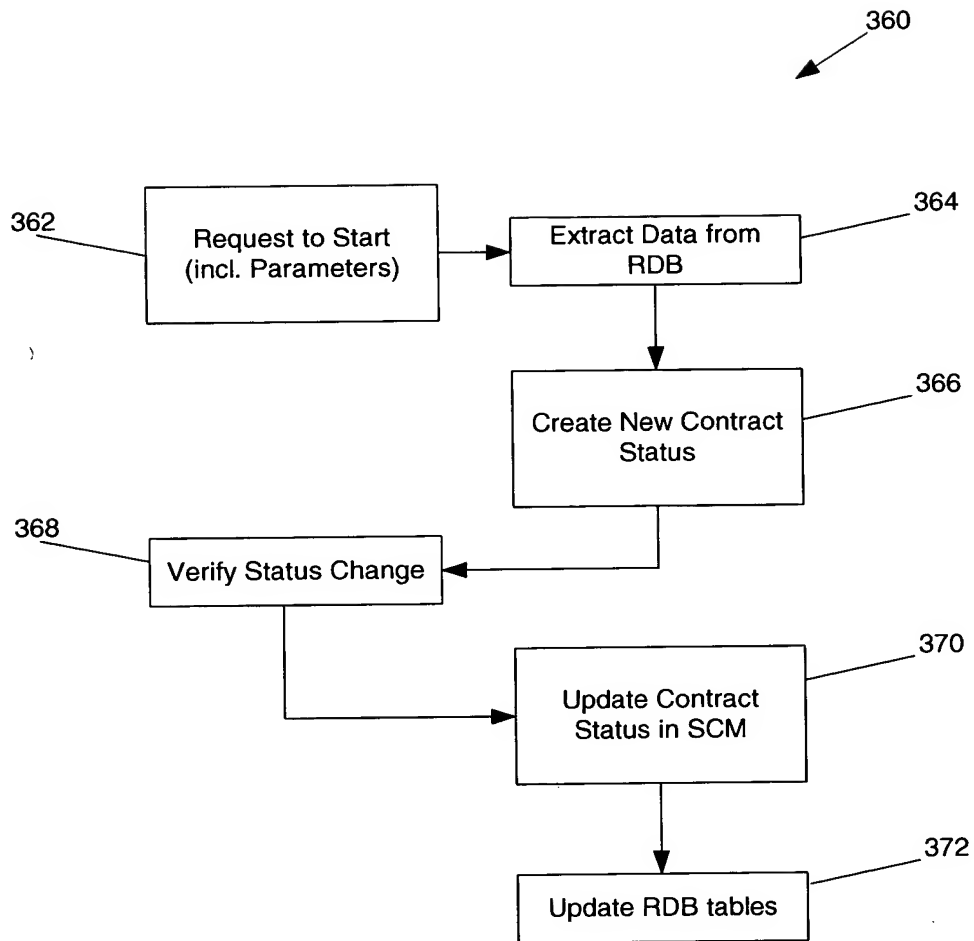 360
362
Request to Start
(incl. Parameters)
364
Extract Data from
RDB
366
Create New Contract
Status
368
Verify Status Change
370
Update Contract
Status in SCM
372
Update RDB tables